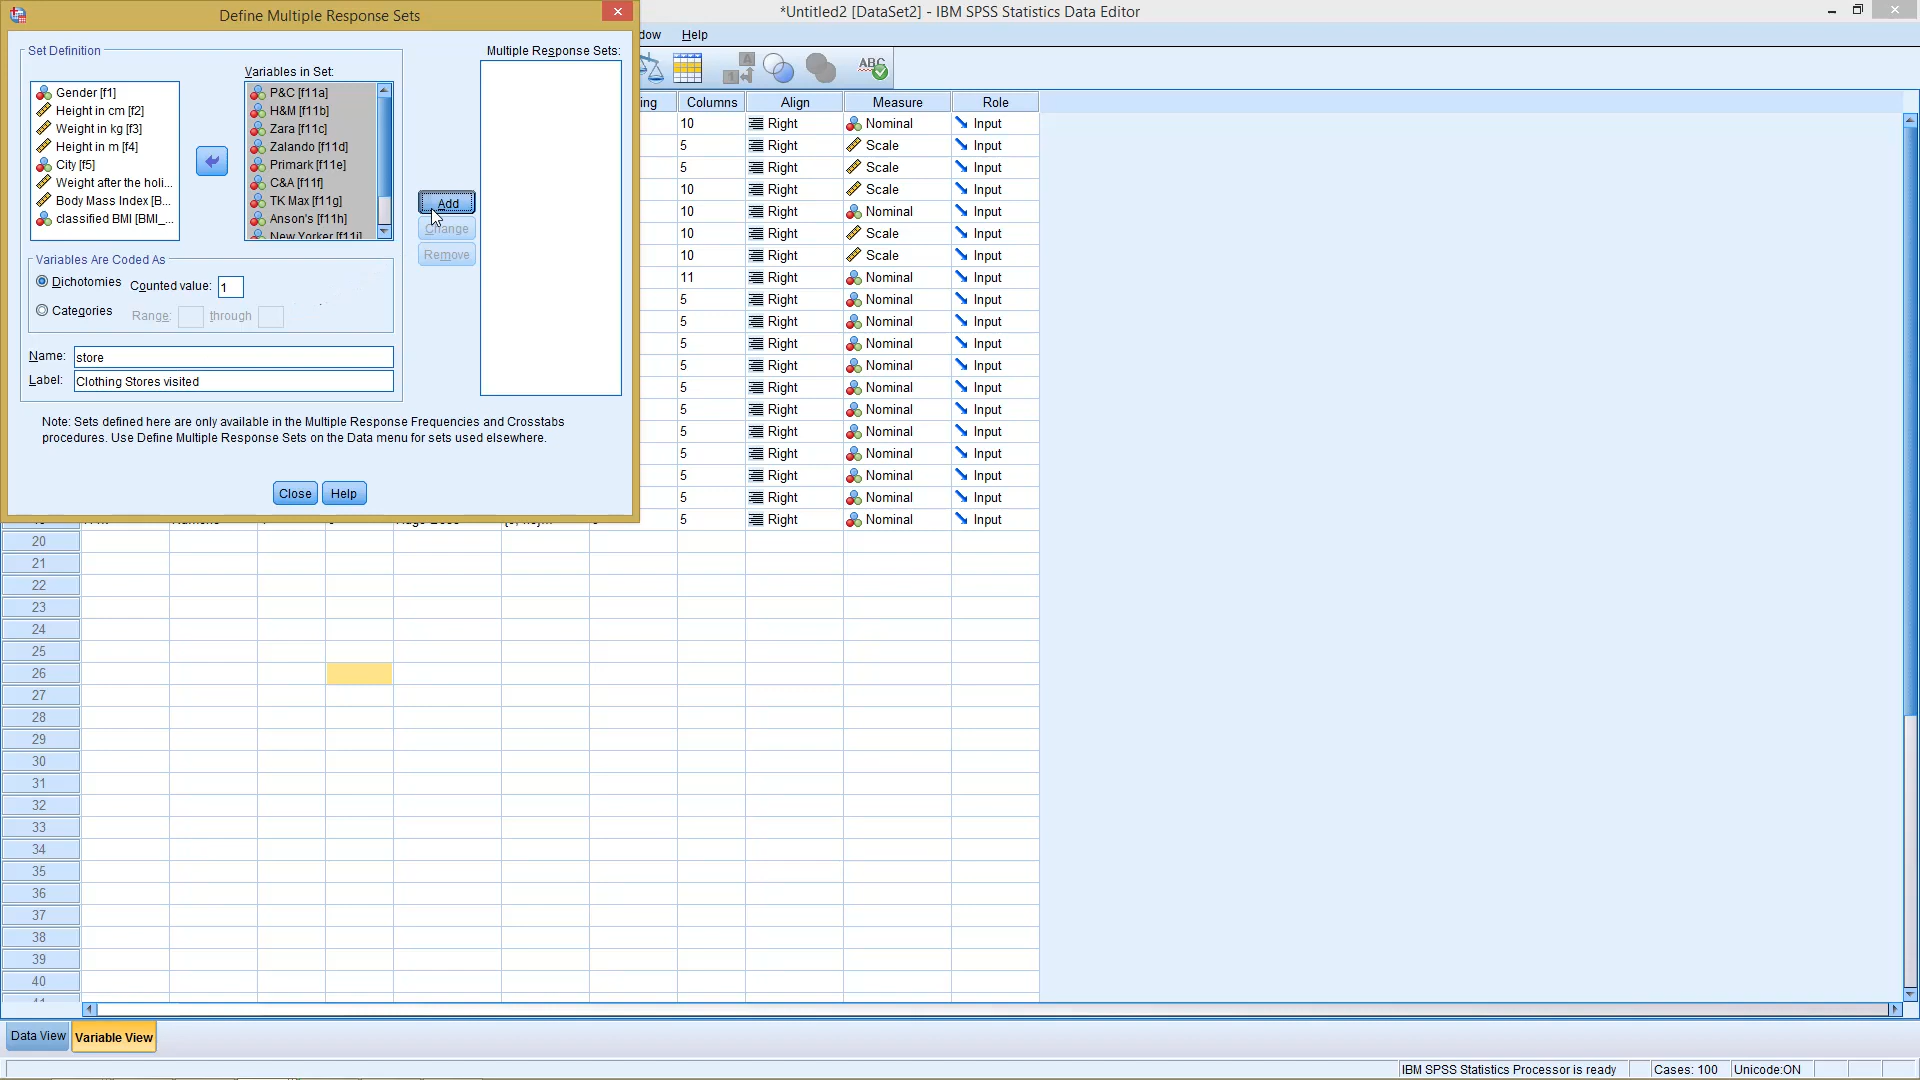 Define Multiple Response Sets
*Untitled2 [DataSet2] - IBM SPSS Statistics Data Editor
dow Help
Set Definition
Variables in Set:
Multiple Response Sets:
Gender [f1]
Height in cm [f2]
Weight in kg [f3]
Height in m [f4]
City [f5]
Weight after the holi...
Body Mass Index [B...
classified BMI [BMI_...
P&C [f11a]
H&M [f11b]
Zara [f11c]
Zalando [f11d]
Primark [f11e]
C&A [f11f]
TK Max [f11g]
Anson's [f11h]
New Yorker [f11i]
Add
Change
Remove
Variables Are Coded As
Dichotomies Counted value: 1
Categories Range: through
Name: store
Label: Clothing Stores visited
Note: Sets defined here are only available in the Multiple Response Frequencies and Crosstabs
procedures. Use Define Multiple Response Sets on the Data menu for sets used elsewhere.
Close Help
ABC
ing Columns Align Measure Role
10 Right Nominal Input
5 Right Scale Input
5 Right Scale Input
10 Right Scale Input
10 Right Nominal Input
10 Right Scale Input
10 Right Scale Input
11 Right Nominal Input
5 Right Nominal Input
5 Right Nominal Input
5 Right Nominal Input
5 Right Nominal Input
5 Right Nominal Input
5 Right Nominal Input
5 Right Nominal Input
5 Right Nominal Input
5 Right Nominal Input
5 Right Nominal Input
5 Right Nominal Input
20
21
22
23
24
25
26
27
28
29
30
31
32
33
34
35
36
37
38
39
40
Data View Variable View
IBM SPSS Statistics Processor is ready Cases: 100 Unicode:ON